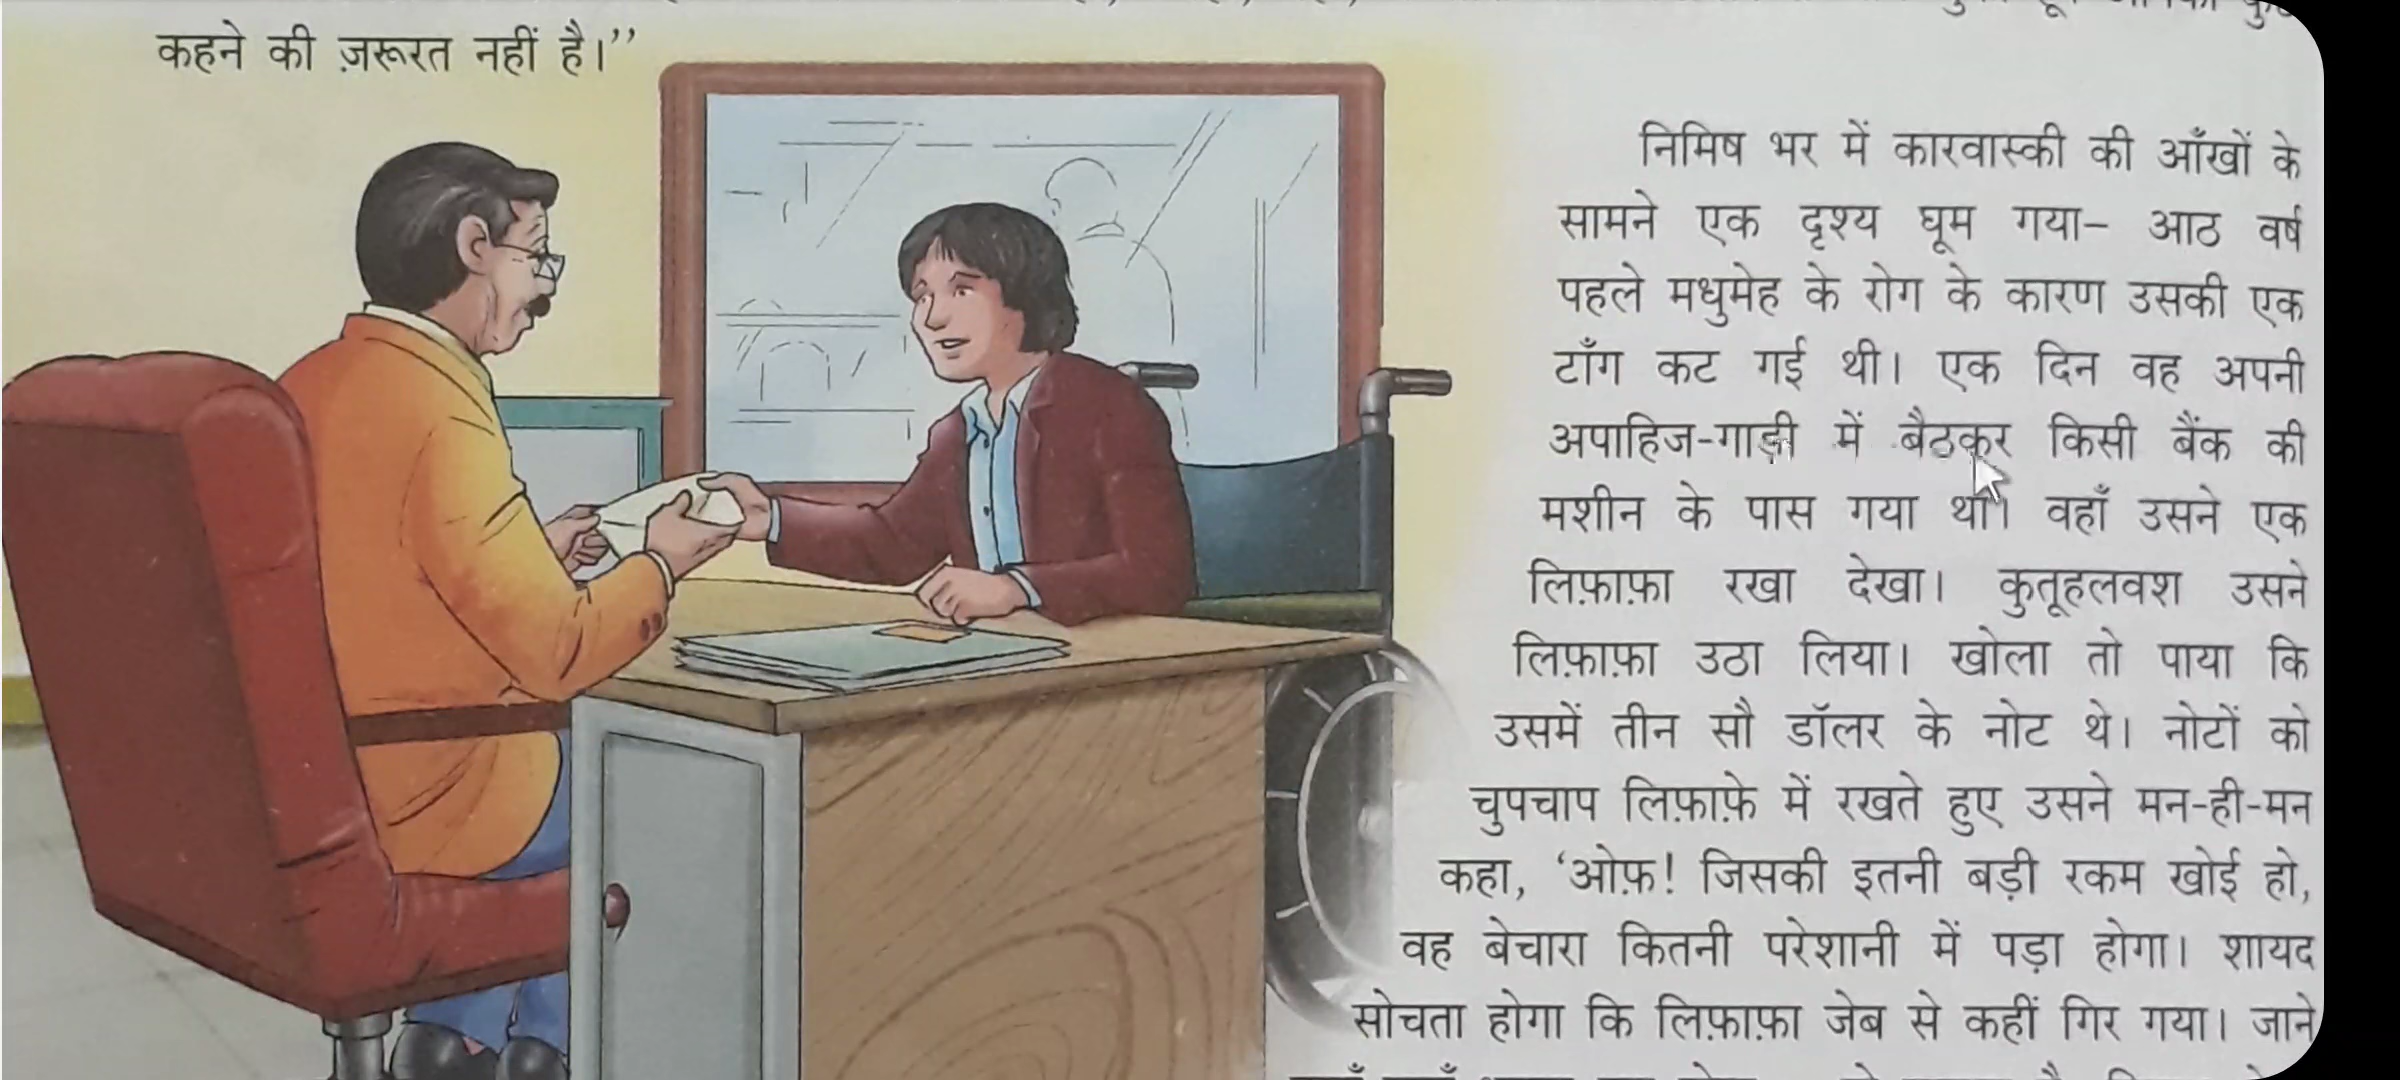 कहने की ज़रूरत नहीं है।’’
निमिष भर में कारवास्की की आँखों के
सामने एक दृश्य घूम गया– आठ वर्ष
पहले मधुमेह के रोग के कारण उसकी एक
टाँग कट गई थी। एक दिन वह अपनी
अपाहिज-गाड़ी में बैठकर किसी बैंक की
मशीन के पास गया था। वहाँ उसने एक
लिफ़ाफ़ा रखा देखा। कुतूहलवश उसने
लिफ़ाफ़ा उठा लिया। खोला तो पाया कि
उसमें तीन सौ डॉलर के नोट थे। नोटों को
चुपचाप लिफ़ाफ़े में रखते हुए उसने मन-ही-मन
कहा, ‘ओफ़! जिसकी इतनी बड़ी रकम खोई हो,
वह बेचारा कितनी परेशानी में पड़ा होगा। शायद
सोचता होगा कि लिफ़ाफ़ा जेब से कहीं गिर गया। जाने